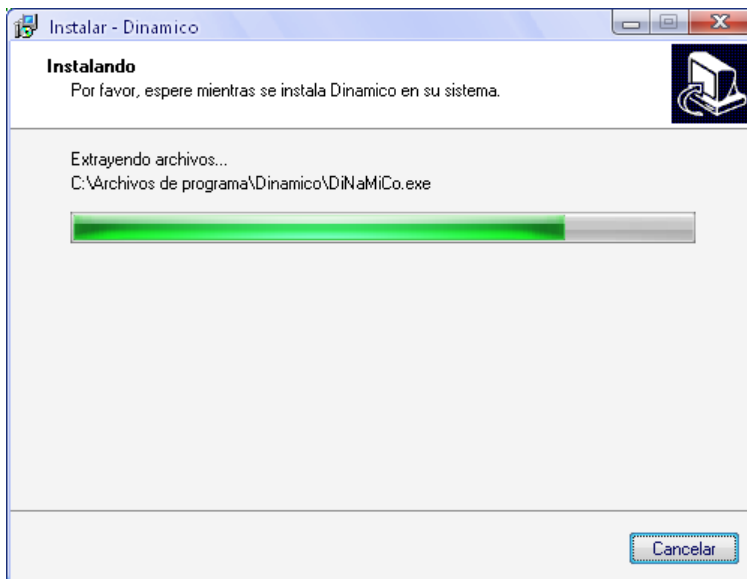 Instalar - Dinamico
Instalando
Por favor, espere mientras se instala Dinamico en su sistema.
Extrayendo archivos...
C:\Archivos de programa\Dinamico\DiNaMiCo.exe
Cancelar